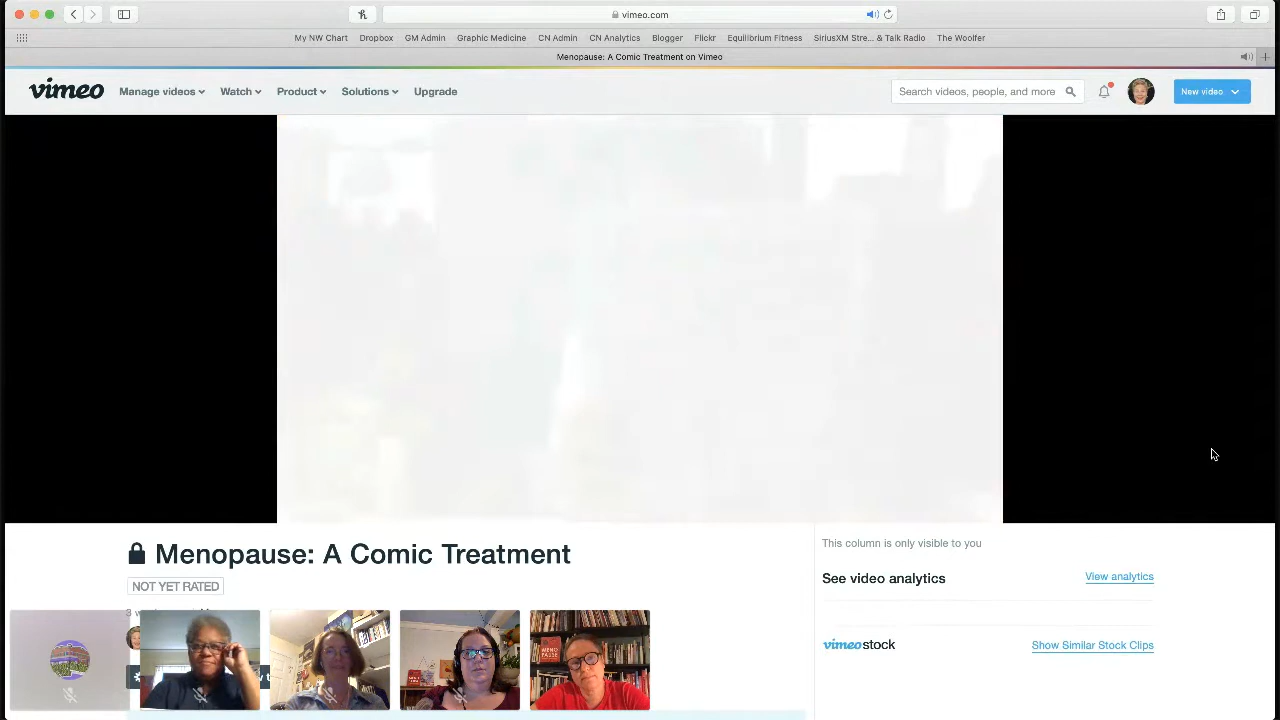 vimeo.com
My NW Chart Dropbox GM Admin Graphic Medicine CN Admin CN Analytics Blogger Flickr Equilibrium Fitness SiriusXM Stre... & Talk Radio The Woolfer
Menopause: A Comic Treatment on Vimeo
vimeo Manage videos Watch Product Solutions Upgrade Search videos, people, and more New video
Menopause: A Comic Treatment
NOT YET RATED
This column is only visible to you
See video analytics View analytics
vimeo stock Show Similar Stock Clips
MENO
PAUSE